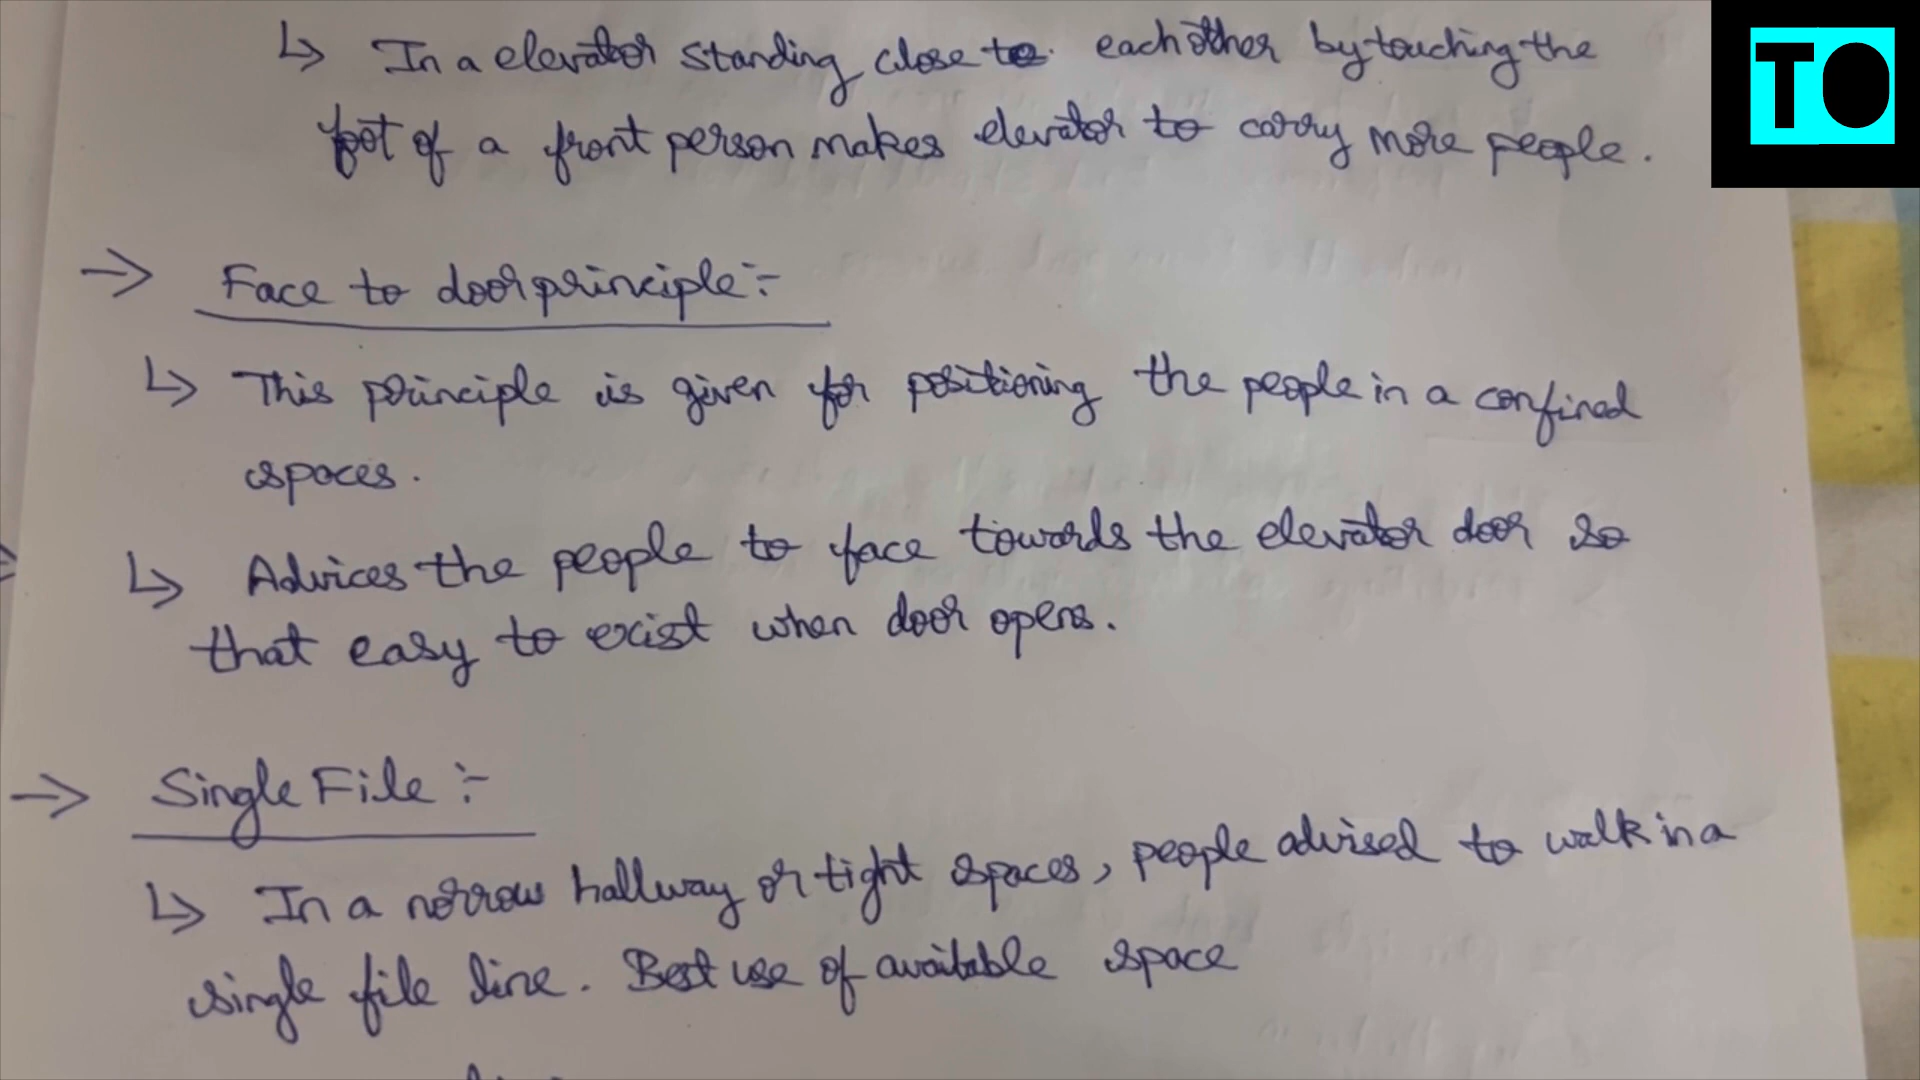 TO
↳ In a elevator standing close to each other by touching the
foot of a front person makes elevator to carry more people.
→ Face to door principle :-
↳ This principle is given for positioning the people in a confined
spaces.
↳ Advices the people to face towards the elevator door so
that easy to exist when door opens.
→ Single File :-
↳ In a norrow hallway or tight spaces, people advised to walk in a
single file line. Best use of available space